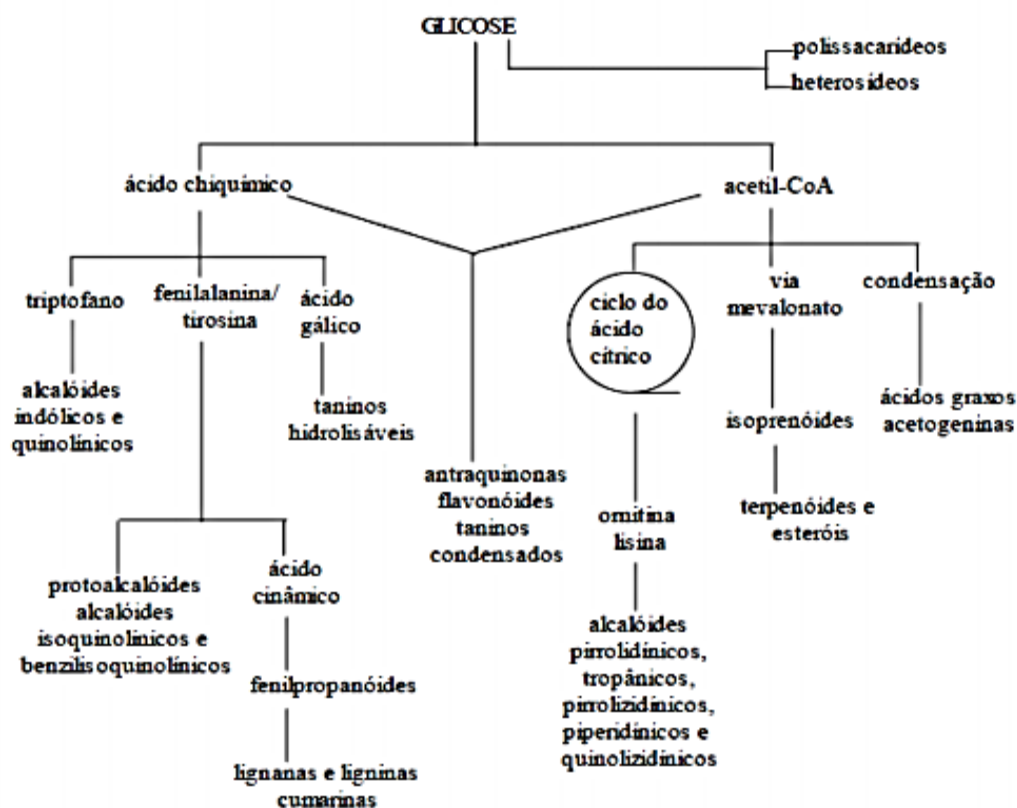 GLICOSE
polissacarídeos
heterosídeos
ácido chiquímico
acetil-CoA
triptofano
fenilalanina/
tirosina
ácido
gálico
ciclo do
ácido
cítrico
via
mevalonato
condensação
alcalóides
indólicos e
quinolínicos
taninos
hidrolisáveis
antraquinonas
flavonóides
taninos
condensados
isoprenóides
ácidos graxos
acetogeninas
ornitina
lisina
terpenóides e
esteróis
protoalcalóides
alcalóides
isoquinolínicos e
benzilisoquinolínicos
ácido
cinâmico
fenilpropanóides
lignanas e ligninas
cumarinas
alcalóides
pirrolidínicos,
tropânicos,
pirrolizidínicos,
piperidínicos e
quinolizidínicos